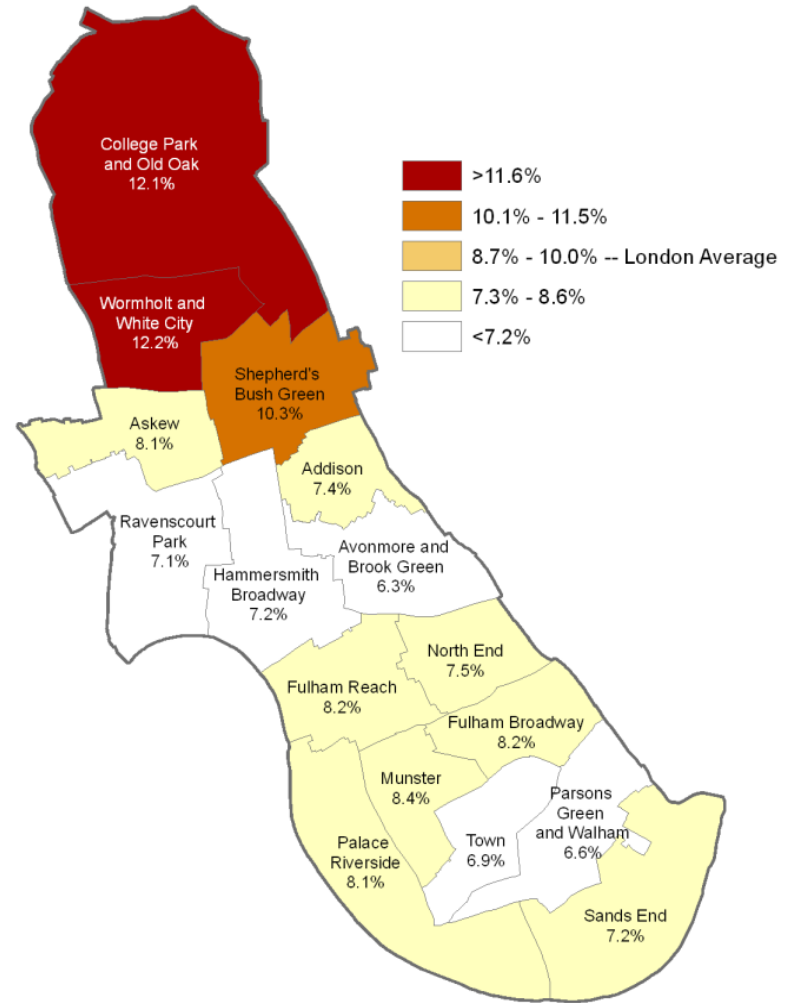 College Park
and Old Oak
12.1%
>11.6%
10.1% - 11.5%
8.7% - 10.0% -- London Average
7.3% - 8.6%
<7.2%
Wormholt and
White City
12.2%
Shepherd's
Bush Green
10.3%
Askew
8.1%
Addison
7.4%
Ravenscourt
Park
7.1%
Hammersmith
Broadway
7.2%
Avonmore and
Brook Green
6.3%
North End
7.5%
Fulham Reach
8.2%
Fulham Broadway
8.2%
Munster
8.4%
Parsons
Green
and Walham
6.6%
Town
6.9%
Palace
Riverside
8.1%
Sands End
7.2%